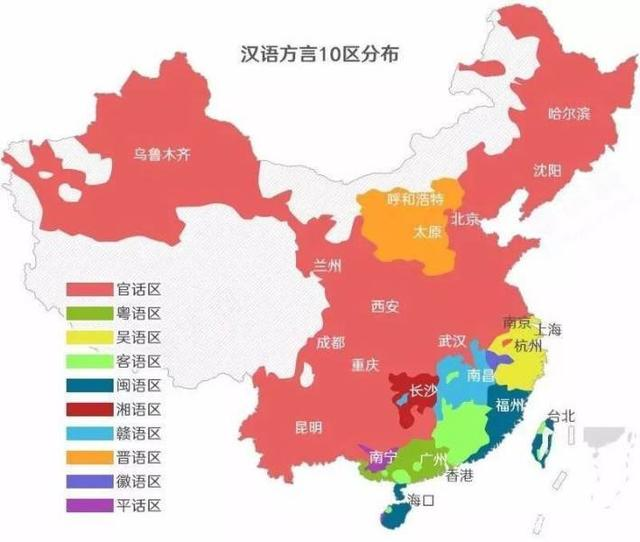 汉语方言10区分布
哈尔滨
乌鲁木齐
沈阳
呼和浩特
北京
太原
兰州
西安
南京
上海
成都
武汉
杭州
重庆
南昌
长沙
福州
昆明
台北
南宁
广州
香港
海口
官话区
粤语区
吴语区
客语区
闽语区
湘语区
赣语区
晋语区
徽语区
平话区